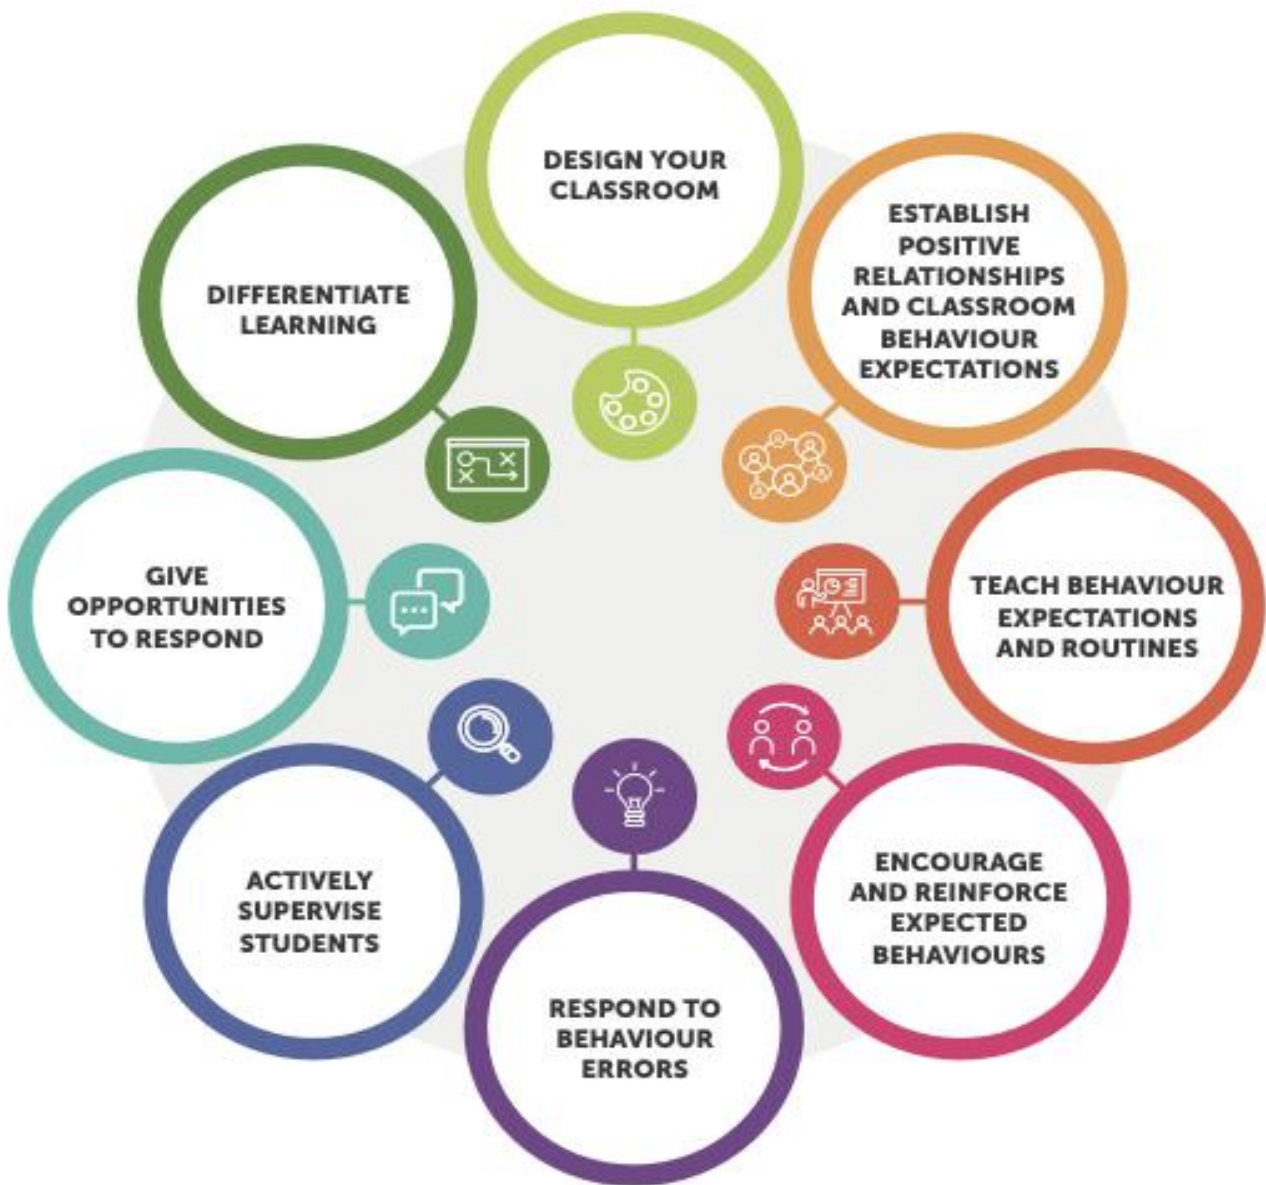 DESIGN YOUR
CLASSROOM
ESTABLISH
POSITIVE
RELATIONSHIPS
AND CLASSROOM
BEHAVIOUR
EXPECTATIONS
TEACH BEHAVIOUR
EXPECTATIONS
AND ROUTINES
ENCOURAGE
AND REINFORCE
EXPECTED
BEHAVIOURS
RESPOND TO
BEHAVIOUR
ERRORS
ACTIVELY
SUPERVISE
STUDENTS
GIVE
OPPORTUNITIES
TO RESPOND
DIFFERENTIATE
LEARNING